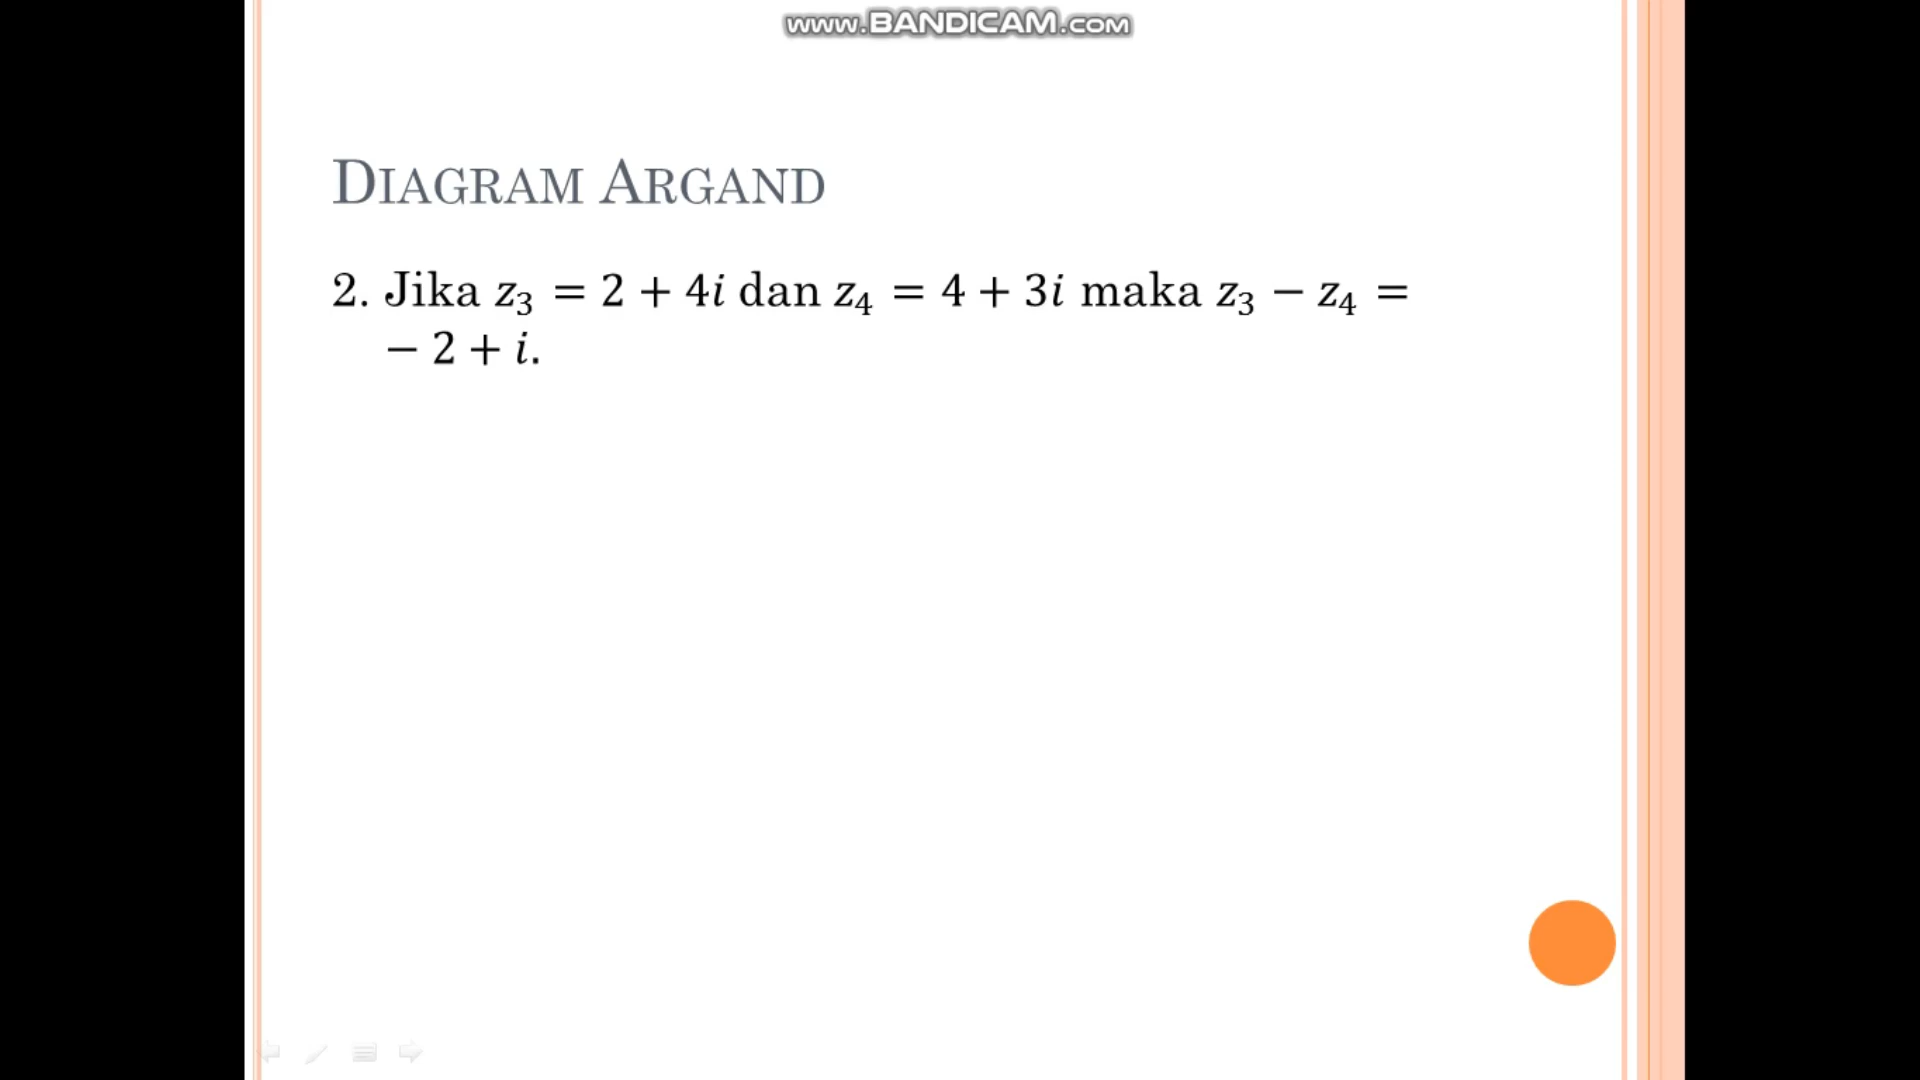 www.BANDICAM.com
DIAGRAM ARGAND
2. Jika z₃ = 2 + 4i dan z₄ = 4 + 3i maka z₃ − z₄ =
− 2 + i.